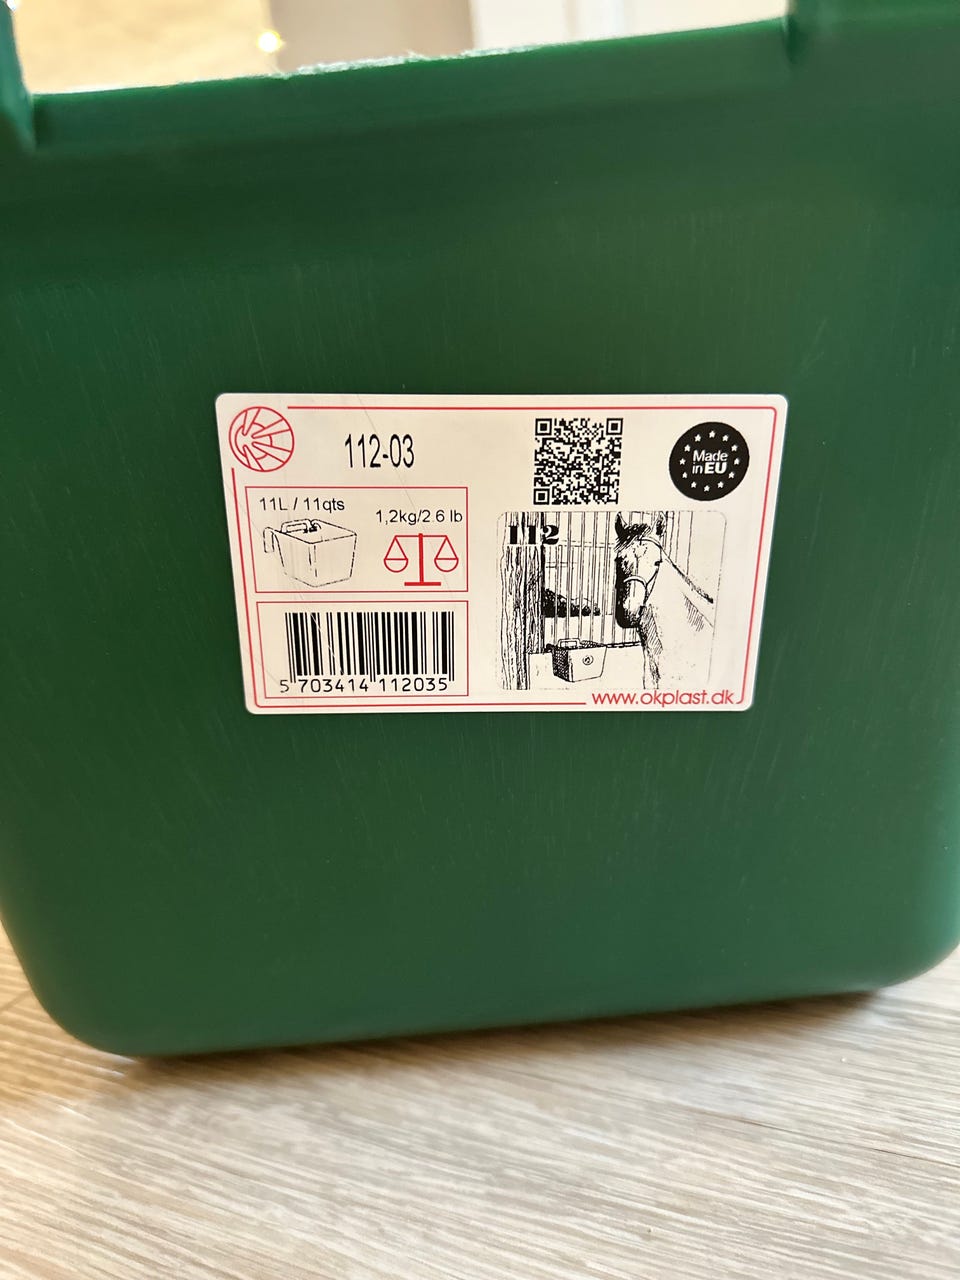 112-03
Made
in EU
11L / 11qts
1,2kg/2.6 lb
112
5 703414 112035
www.okplast.dk